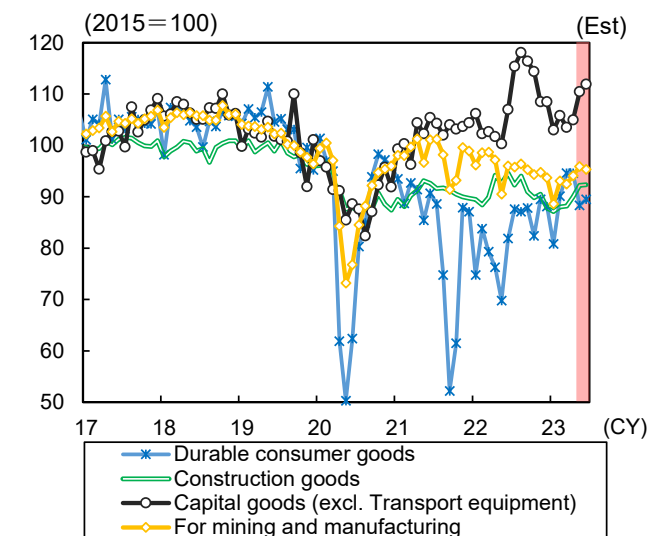 (2015＝100)
(Est)
120
110
100
90
80
70
60
50
17 18 19 20 21 22 23 (CY)
Durable consumer goods
Construction goods
Capital goods (excl. Transport equipment)
For mining and manufacturing